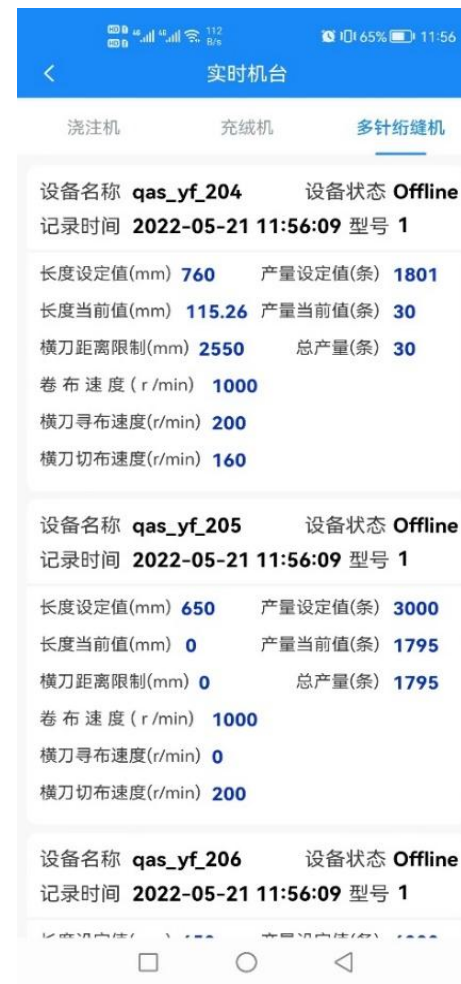 HD 46 46 112 B/s 65% 11:56
实时机台
浇注机 充绒机 多针绗缝机
设备名称 qas_yf_204 设备状态 Offline
记录时间 2022-05-21 11:56:09 型号 1
长度设定值(mm) 760 产量设定值(条) 1801
长度当前值(mm) 115.26 产量当前值(条) 30
横刀距离限制(mm) 2550 总产量(条) 30
卷布速度(r/min) 1000
横刀寻布速度(r/min) 200
横刀切布速度(r/min) 160
设备名称 qas_yf_205 设备状态 Offline
记录时间 2022-05-21 11:56:09 型号 1
长度设定值(mm) 650 产量设定值(条) 3000
长度当前值(mm) 0 产量当前值(条) 1795
横刀距离限制(mm) 0 总产量(条) 1795
卷布速度(r/min) 1000
横刀寻布速度(r/min) 0
横刀切布速度(r/min) 200
设备名称 qas_yf_206 设备状态 Offline
记录时间 2022-05-21 11:56:09 型号 1